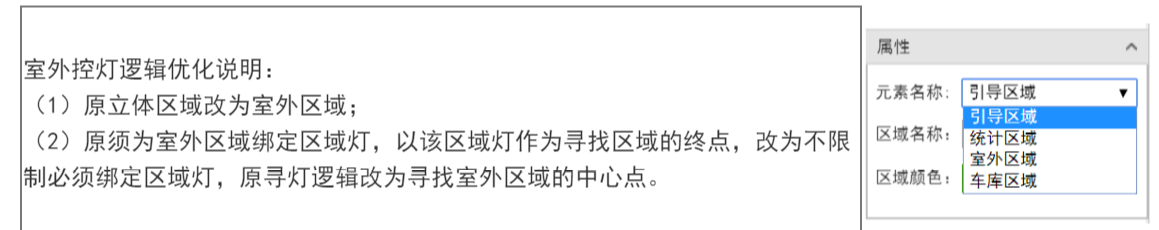 室外控灯逻辑优化说明：
（1）原立体区域改为室外区域；
（2）原须为室外区域绑定区域灯，以该区域灯作为寻找区域的终点，改为不限
制必须绑定区域灯，原寻灯逻辑改为寻找室外区域的中心点。
属性
元素名称： 引导区域
引导区域
区域名称： 统计区域
室外区域
区域颜色： 车库区域